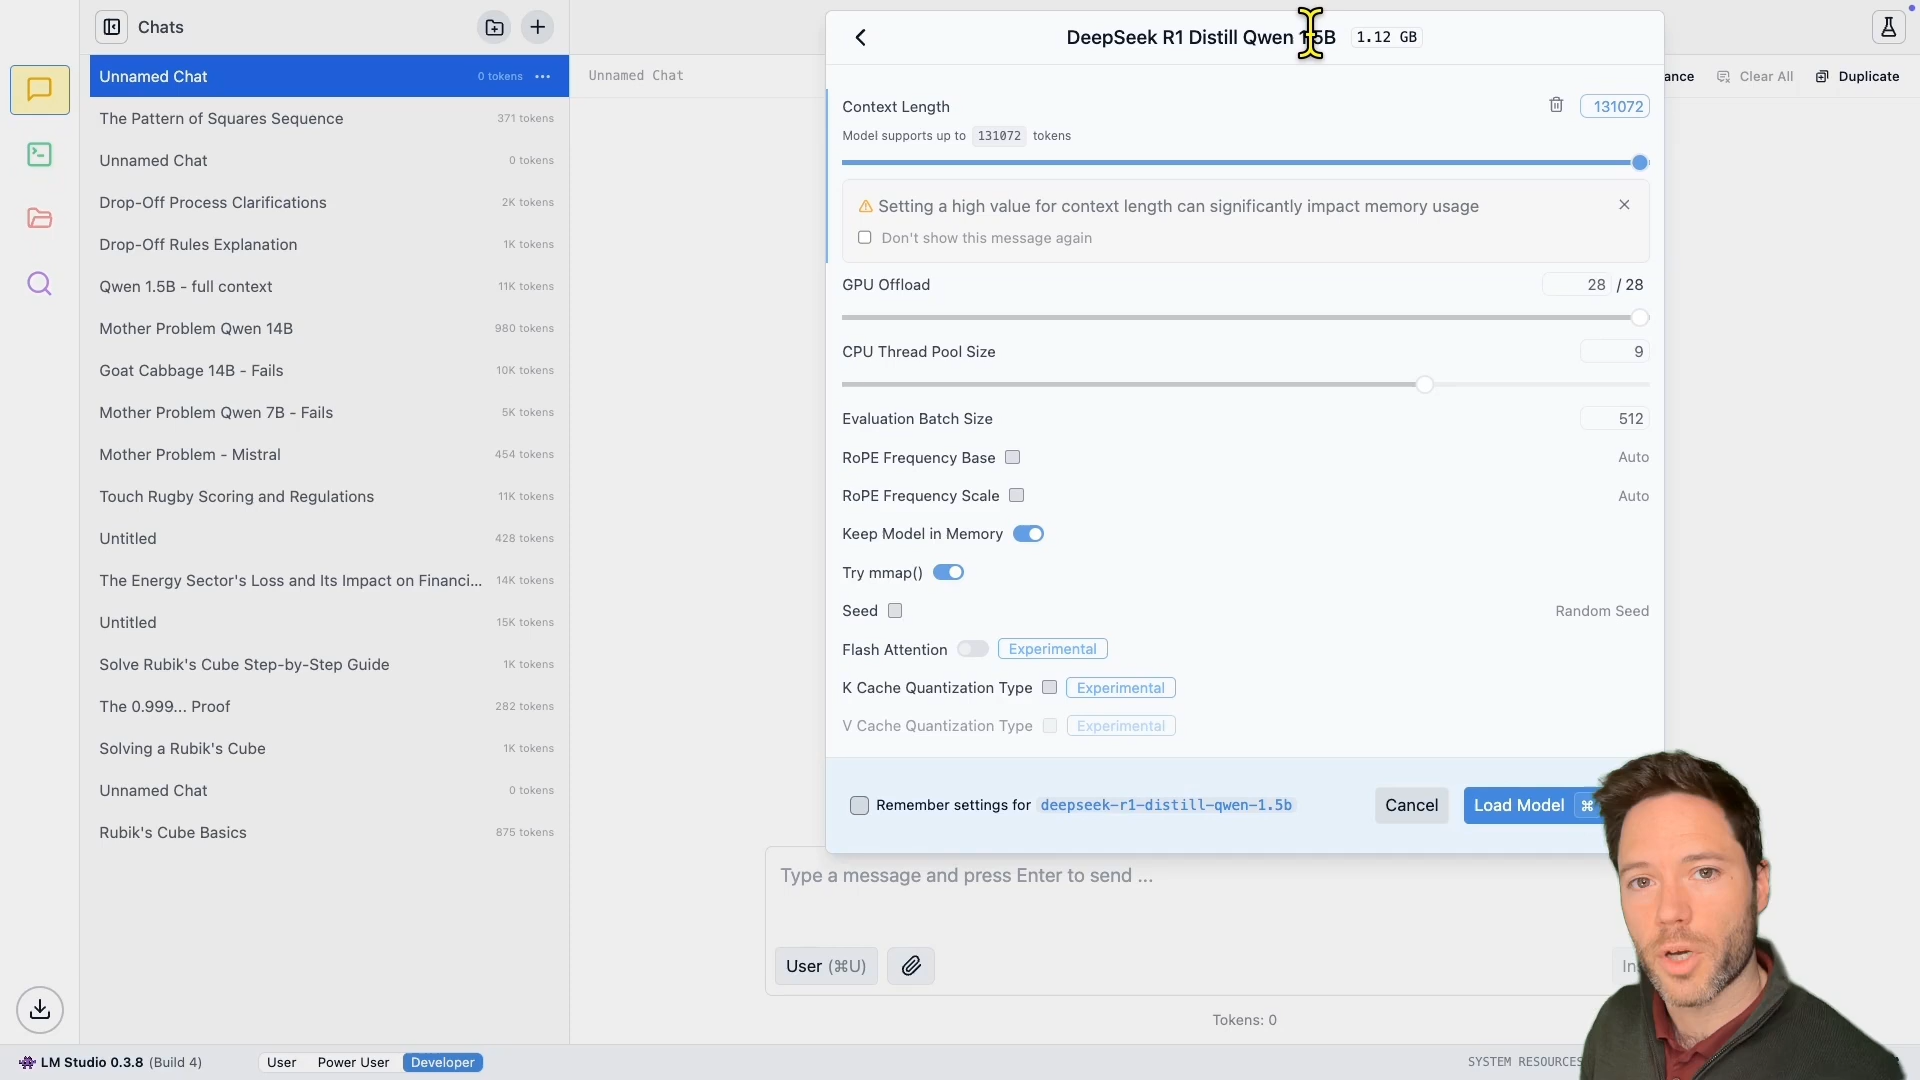 Chats
Unnamed Chat 0 tokens
The Pattern of Squares Sequence 371 tokens
Unnamed Chat 0 tokens
Drop-Off Process Clarifications 2K tokens
Drop-Off Rules Explanation 1K tokens
Qwen 1.5B - full context 11K tokens
Mother Problem Qwen 14B 980 tokens
Goat Cabbage 14B - Fails 10K tokens
Mother Problem Qwen 7B - Fails 5K tokens
Mother Problem - Mistral 454 tokens
Touch Rugby Scoring and Regulations 11K tokens
Untitled 428 tokens
The Energy Sector's Loss and Its Impact on Financi... 14K tokens
Untitled 15K tokens
Solve Rubik's Cube Step-by-Step Guide 1K tokens
The 0.999... Proof 282 tokens
Solving a Rubik's Cube 1K tokens
Unnamed Chat 0 tokens
Rubik's Cube Basics 875 tokens
Unnamed Chat
Clear All Duplicate
DeepSeek R1 Distill Qwen 1.5B 1.12 GB
Context Length 131072
Model supports up to 131072 tokens
Setting a high value for context length can significantly impact memory usage
Don't show this message again
GPU Offload 28 / 28
CPU Thread Pool Size 9
Evaluation Batch Size 512
RoPE Frequency Base Auto
RoPE Frequency Scale Auto
Keep Model in Memory
Try mmap()
Seed Random Seed
Flash Attention Experimental
K Cache Quantization Type Experimental
V Cache Quantization Type Experimental
Remember settings for deepseek-r1-distill-qwen-1.5b Cancel Load Model ⌘
Type a message and press Enter to send ...
User (⌘U)
Tokens: 0
LM Studio 0.3.8 (Build 4) User Power User Developer SYSTEM RESOURCES